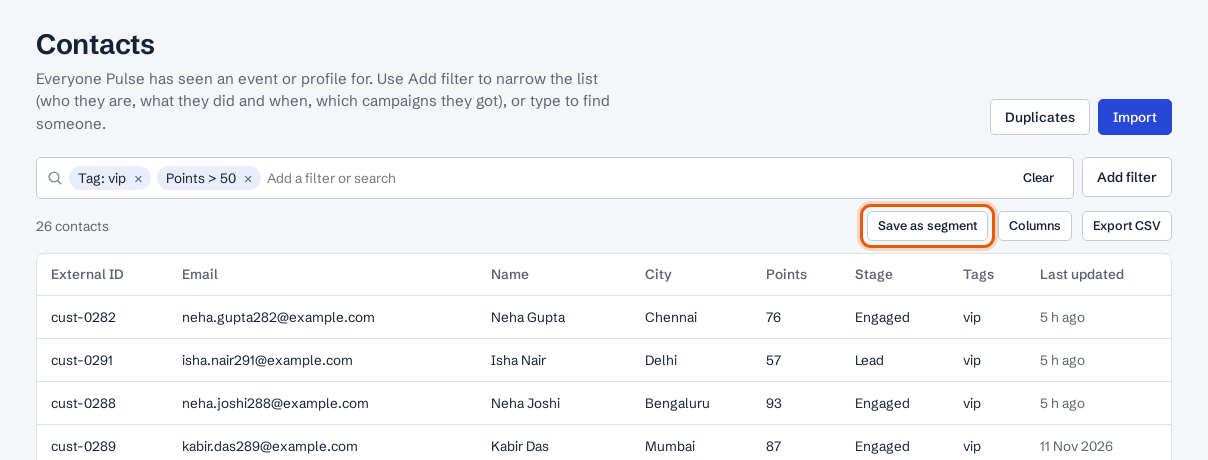 Contacts
Everyone Pulse has seen an event or profile for. Use Add filter to narrow the list
(who they are, what they did and when, which campaigns they got), or type to find
someone.
Duplicates
Import
Tag: vip × Points > 50 × Add a filter or search
Clear
Add filter
26 contacts
Save as segment
Columns
Export CSV
External ID Email Name City Points Stage Tags Last updated
cust-0282 neha.gupta282@example.com Neha Gupta Chennai 76 Engaged vip 5 h ago
cust-0291 isha.nair291@example.com Isha Nair Delhi 57 Lead vip 5 h ago
cust-0288 neha.joshi288@example.com Neha Joshi Bengaluru 93 Engaged vip 5 h ago
cust-0289 kabir.das289@example.com Kabir Das Mumbai 87 Engaged vip 11 Nov 2026